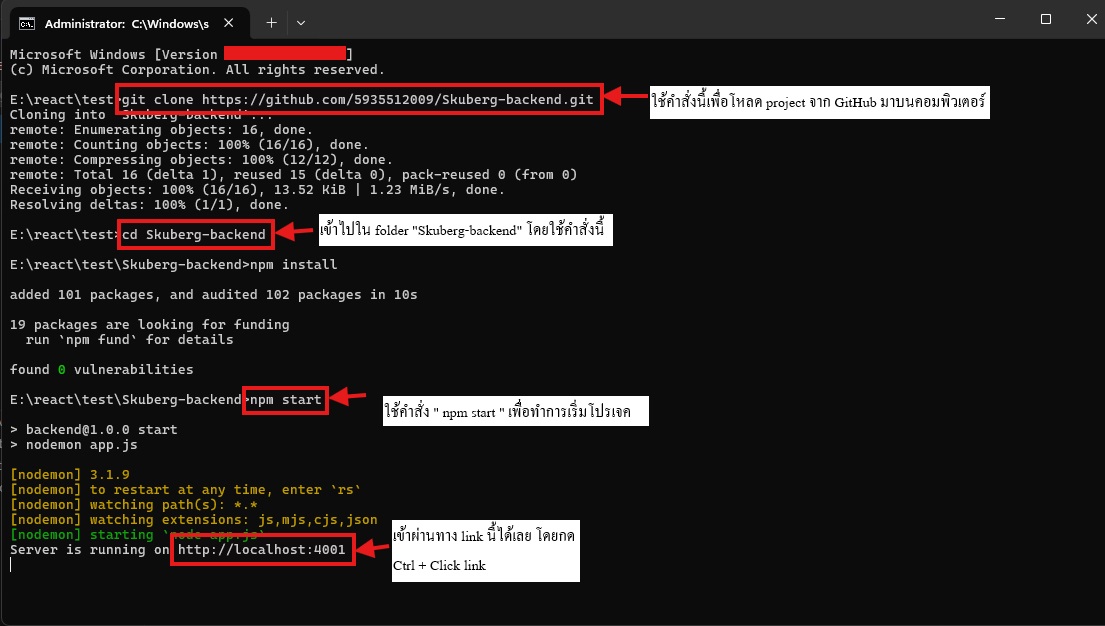 Administrator: C:\Windows\s
Microsoft Windows [Version ]
(c) Microsoft Corporation. All rights reserved.
E:\react\test>git clone https://github.com/5935512009/Skuberg-backend.git
ใช้คำสั่งนี้เพื่อโหลด project จาก GitHub มาบนคอมพิวเตอร์
Cloning into 'Skuberg-backend'...
remote: Enumerating objects: 16, done.
remote: Counting objects: 100% (16/16), done.
remote: Compressing objects: 100% (12/12), done.
remote: Total 16 (delta 1), reused 15 (delta 0), pack-reused 0 (from 0)
Receiving objects: 100% (16/16), 13.52 KiB | 1.23 MiB/s, done.
Resolving deltas: 100% (1/1), done.
E:\react\test>cd Skuberg-backend
เข้าไปใน folder "Skuberg-backend" โดยใช้คำสั่งนี้
E:\react\test\Skuberg-backend>npm install
added 101 packages, and audited 102 packages in 10s
19 packages are looking for funding
run `npm fund` for details
found 0 vulnerabilities
E:\react\test\Skuberg-backend>npm start
ใช้คำสั่ง " npm start " เพื่อทำการเริ่มโปรเจค
> backend@1.0.0 start
> nodemon app.js
[nodemon] 3.1.9
[nodemon] to restart at any time, enter `rs`
[nodemon] watching path(s): *.*
[nodemon] watching extensions: js,mjs,cjs,json
[nodemon] starting `node app.js`
Server is running on http://localhost:4001
เข้าผ่านทาง link นี้ได้เลย โดยกด
Ctrl + Click link